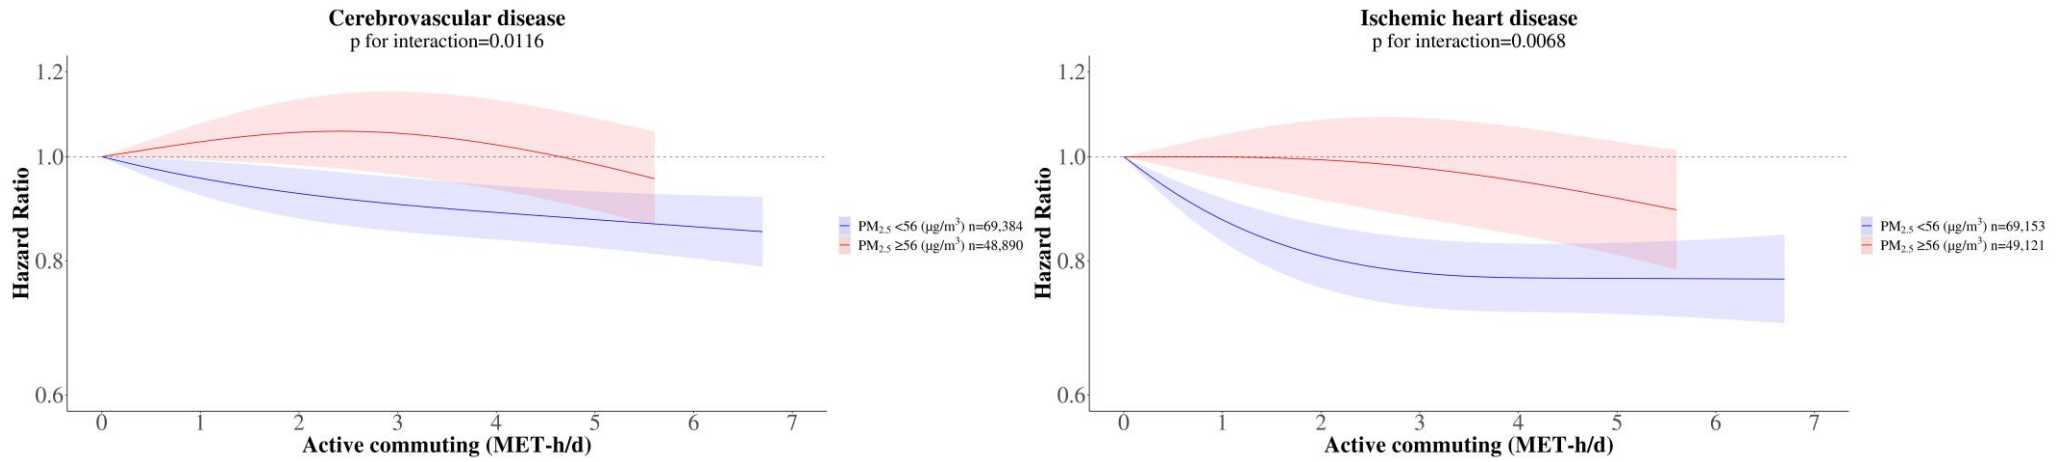 Cerebrovascular disease
p for interaction=0.0116
Hazard Ratio
1.2
1.0
0.8
0.6
0 1 2 3 4 5 6 7
Active commuting (MET-h/d)
PM₂.₅ <56 (μg/m³) n=69,384
PM₂.₅ ≥56 (μg/m³) n=48,890
Ischemic heart disease
p for interaction=0.0068
Hazard Ratio
1.2
1.0
0.8
0.6
0 1 2 3 4 5 6 7
Active commuting (MET-h/d)
PM₂.₅ <56 (μg/m³) n=69,153
PM₂.₅ ≥56 (μg/m³) n=49,121